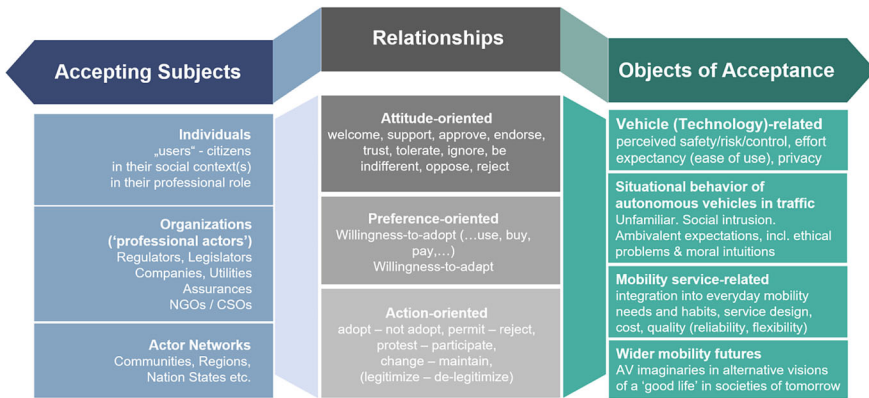 Accepting Subjects
Individuals
„users“ - citizens
in their social context(s)
in their professional role
Organizations
(‘professional actors’)
Regulators, Legislators
Companies, Utilities
Assurances
NGOs / CSOs
Actor Networks
Communities, Regions,
Nation States etc.
Relationships
Attitude-oriented
welcome, support, approve, endorse,
trust, tolerate, ignore, be
indifferent, oppose, reject
Preference-oriented
Willingness-to-adopt (…use, buy,
pay,…)
Willingness-to-adapt
Action-oriented
adopt – not adopt, permit – reject,
protest – participate,
change – maintain,
(legitimize – de-legitimize)
Objects of Acceptance
Vehicle (Technology)-related
perceived safety/risk/control, effort
expectancy (ease of use), privacy
Situational behavior of
autonomous vehicles in traffic
Unfamiliar. Social intrusion.
Ambivalent expectations, incl. ethical
problems & moral intuitions
Mobility service-related
integration into everyday mobility
needs and habits, service design,
cost, quality (reliability, flexibility)
Wider mobility futures
AV imaginaries in alternative visions
of a ‘good life’ in societies of tomorrow